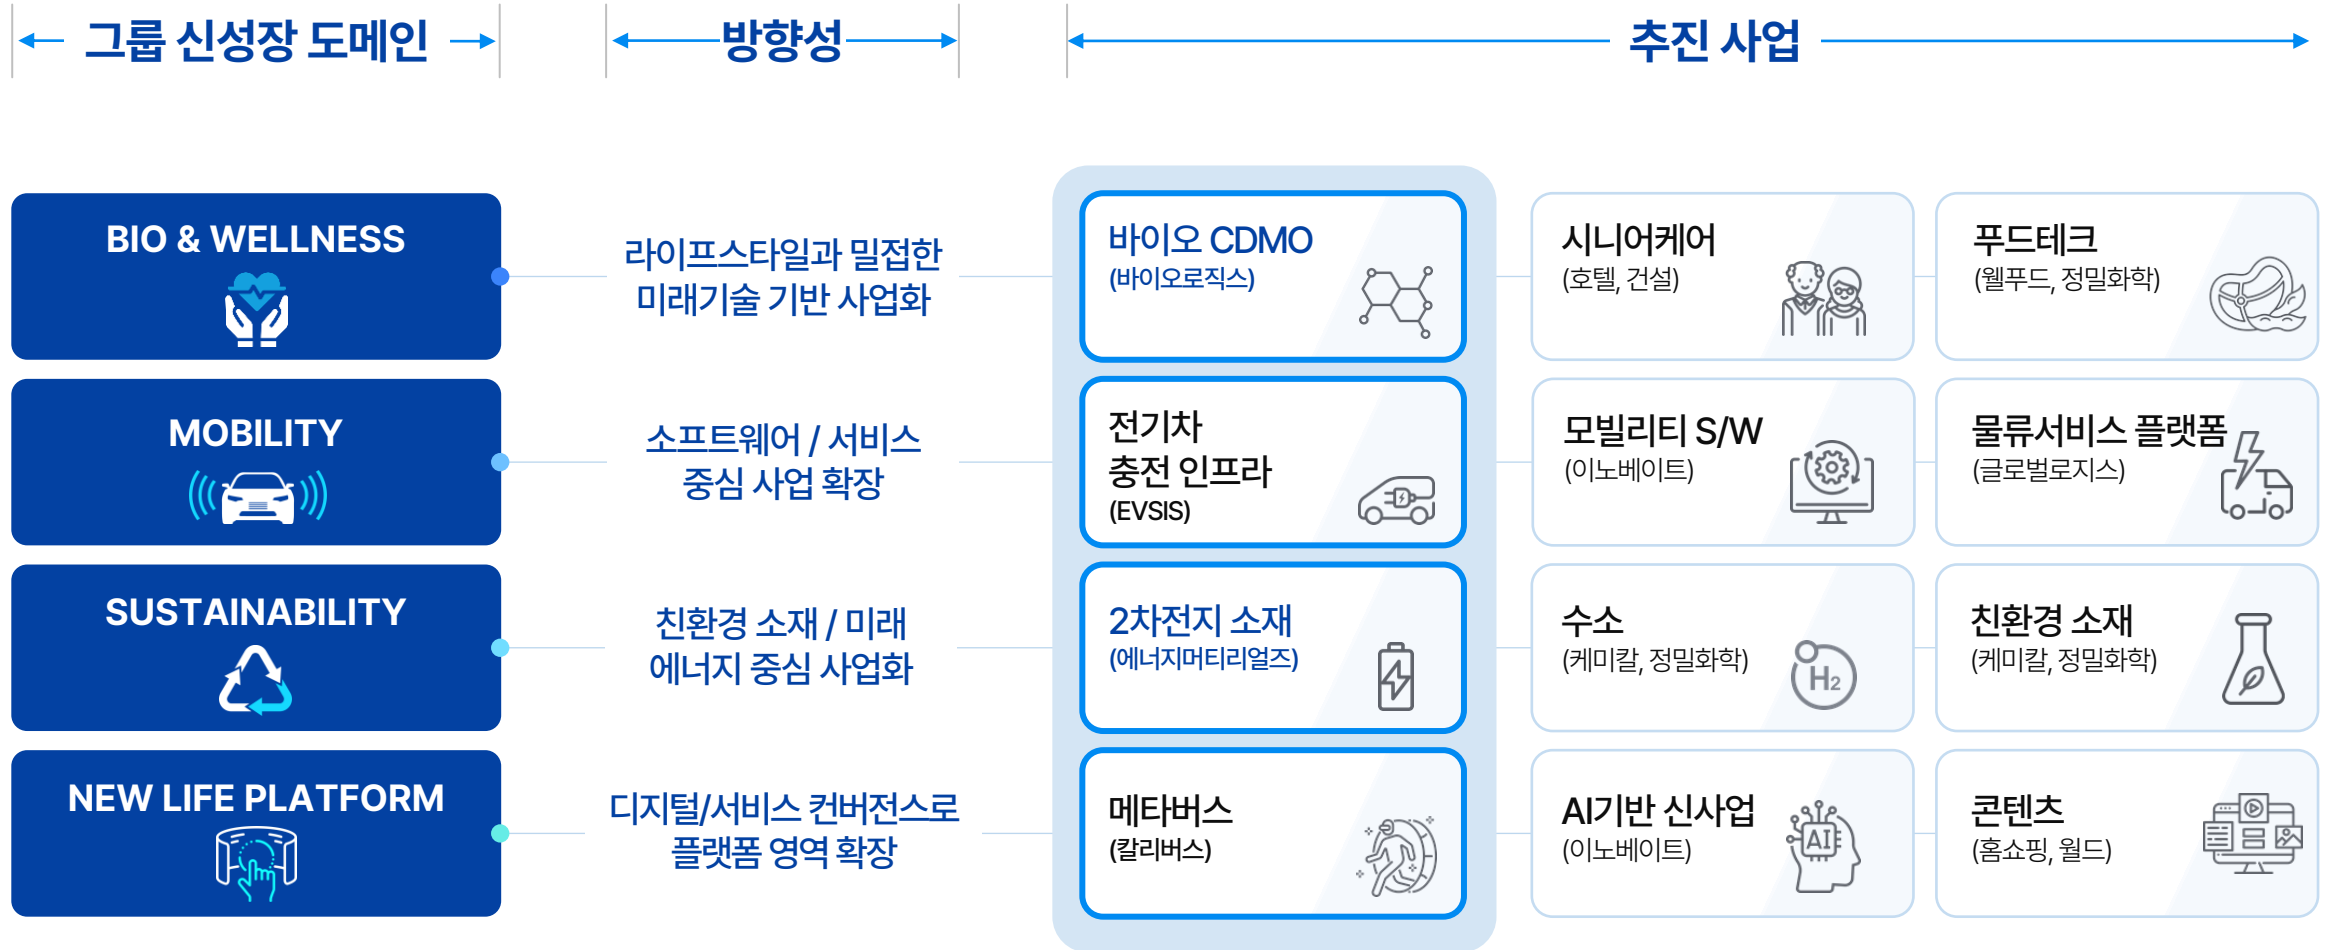 그룹 신성장 도메인
방향성
추진 사업
BIO & WELLNESS
라이프스타일과 밀접한
미래기술 기반 사업화
바이오 CDMO
(바이오로직스)
시니어케어
(호텔, 건설)
푸드테크
(웰푸드, 정밀화학)
MOBILITY
소프트웨어 / 서비스
중심 사업 확장
전기차
충전 인프라
(EVSIS)
모빌리티 S/W
(이노베이트)
물류서비스 플랫폼
(글로벌로지스)
SUSTAINABILITY
친환경 소재 / 미래
에너지 중심 사업화
2차전지 소재
(에너지머티리얼즈)
수소
(케미칼, 정밀화학)
H2
친환경 소재
(케미칼, 정밀화학)
NEW LIFE PLATFORM
디지털/서비스 컨버전스로
플랫폼 영역 확장
메타버스
(칼리버스)
AI기반 신사업
(이노베이트)
AI
콘텐츠
(홈쇼핑, 월드)